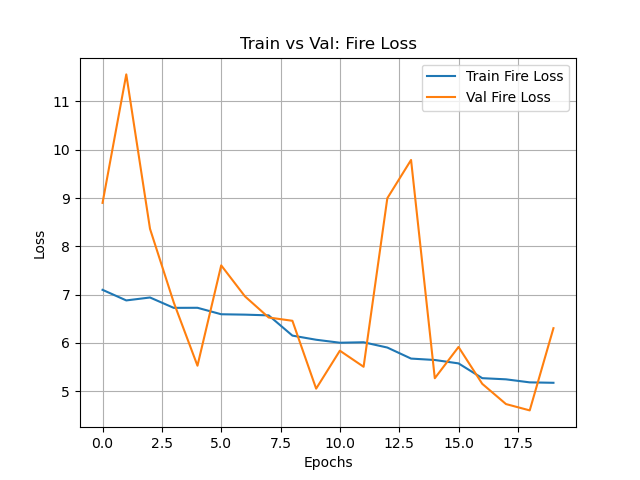 Train vs Val: Fire Loss
Train Fire Loss
Val Fire Loss
11
10
9
8
7
6
5
Loss
0.0 2.5 5.0 7.5 10.0 12.5 15.0 17.5
Epochs